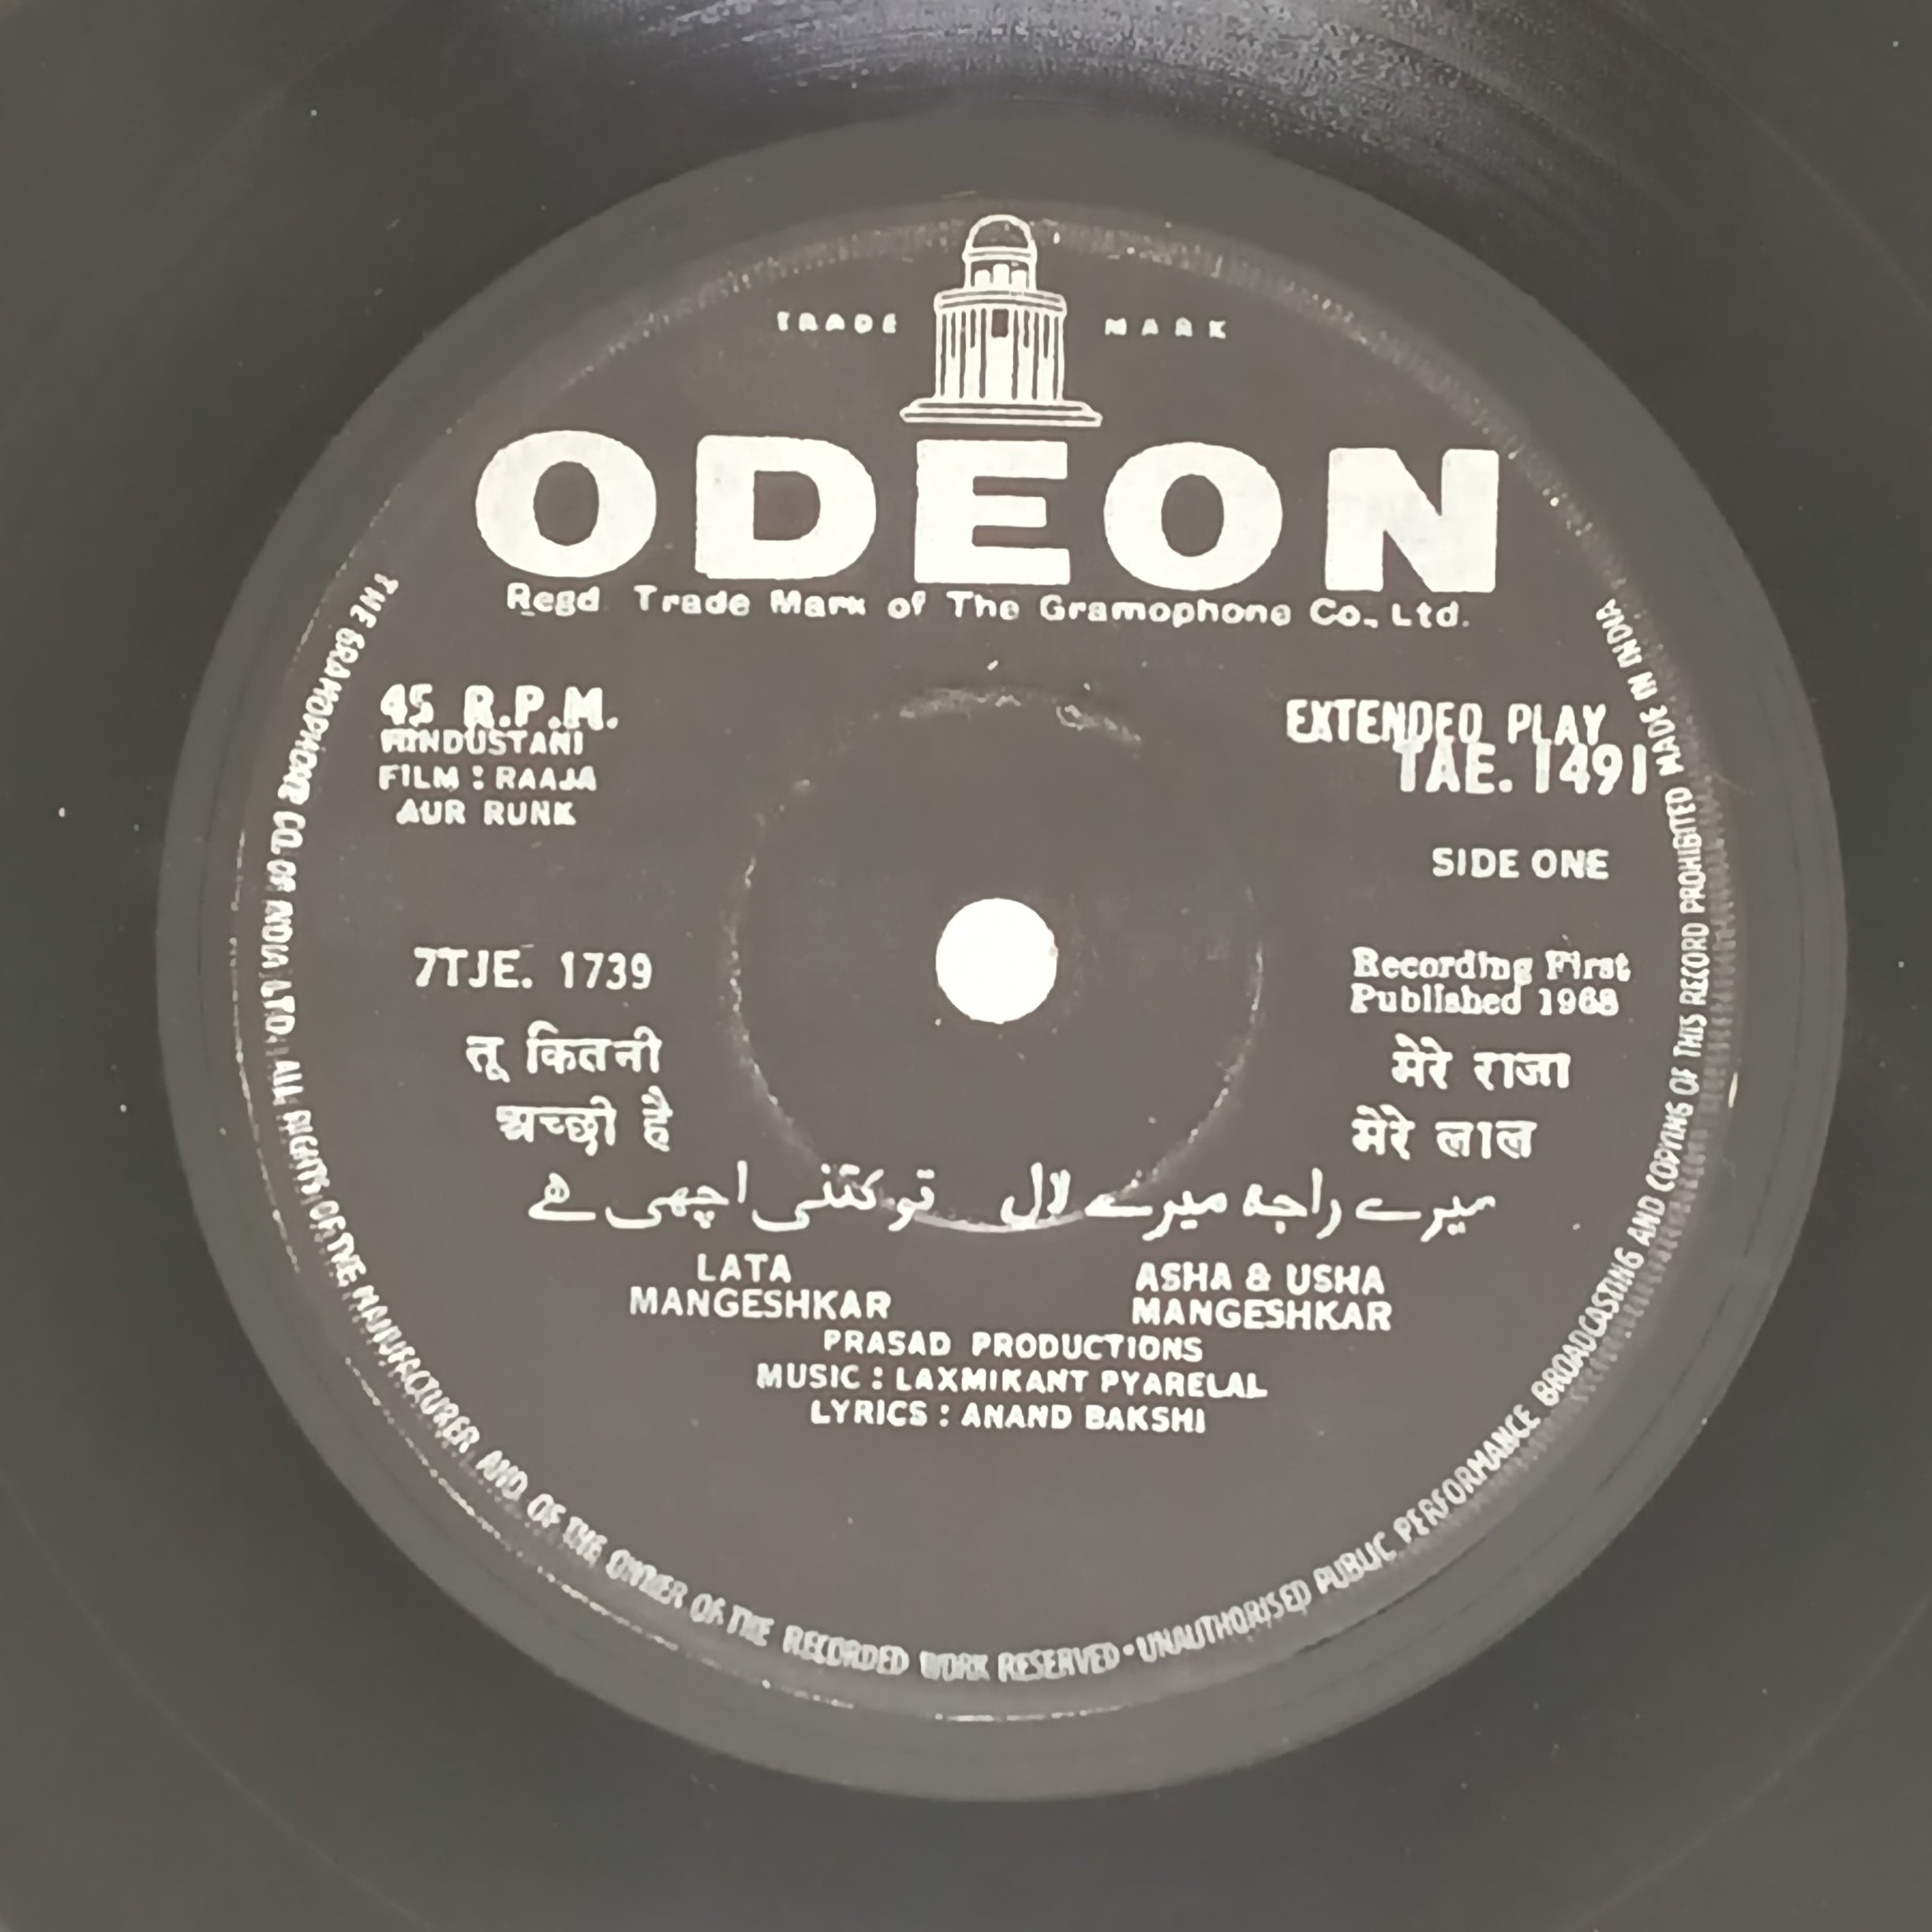 TRADE MARK
ODEON
Regd Trade Mark of The Gramophone Co., Ltd.
45 R.P.M.
HINDUSTANI
FILM : RAAJA
AUR RUNK
EXTENDED PLAY
TAE. 1491
SIDE ONE
7TJE. 1739
Recording First
Published 1968
तू कितनी
अच्छी है
मेरे राजा
मेरे लाल
میرے راجہ میرے لال تو کتنی اچھی ہے
LATA
MANGESHKAR
ASHA & USHA
MANGESHKAR
PRASAD PRODUCTIONS
MUSIC : LAXMIKANT PYARELAL
LYRICS : ANAND BAKSHI
THE GRAMOPHONE CO. OF INDIA LTD. ALL RIGHTS OF THE MANUFACTURER AND OF THE OWNER OF THE RECORDED WORK RESERVED • UNAUTHORISED PUBLIC PERFORMANCE BROADCASTING AND COPYING OF THIS RECORD PROHIBITED MADE IN INDIA